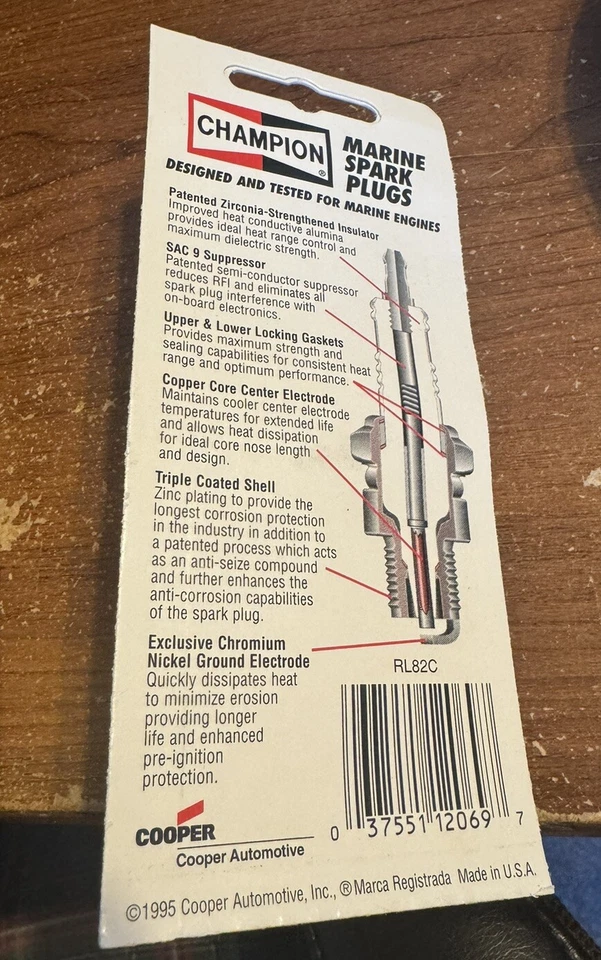 CHAMPION®
MARINE
SPARK
PLUGS
DESIGNED AND TESTED FOR MARINE ENGINES
Patented Zirconia-Strengthened Insulator
Improved heat conductive alumina
provides ideal heat range control and
maximum dielectric strength.
SAC 9 Suppressor
Patented semi-conductor suppressor
reduces RFI and eliminates all
spark plug interference with
on-board electronics.
Upper & Lower Locking Gaskets
Provides maximum strength and
sealing capabilities for consistent heat
range and optimum performance.
Copper Core Center Electrode
Maintains cooler center electrode
temperatures for extended life
and allows heat dissipation
for ideal core nose length
and design.
Triple Coated Shell
Zinc plating to provide the
longest corrosion protection
in the industry in addition to
a patented process which acts
as an anti-seize compound
and further enhances the
anti-corrosion capabilities
of the spark plug.
Exclusive Chromium
Nickel Ground Electrode
Quickly dissipates heat
to minimize erosion
providing longer
life and enhanced
pre-ignition
protection.
RL82C
0 37551 12069 7
COOPER
Cooper Automotive
©1995 Cooper Automotive, Inc., ® Marca Registrada Made in U.S.A.